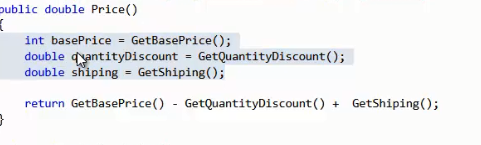 public double Price()
{
int basePrice = GetBasePrice();
double quantityDiscount = GetQuantityDiscount();
double shiping = GetShiping();
return GetBasePrice() - GetQuantityDiscount() +  GetShiping();
}